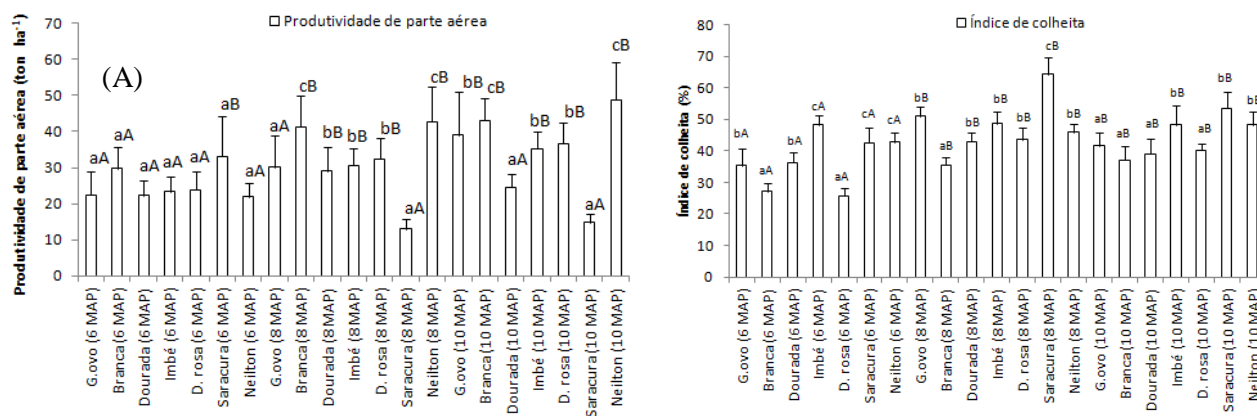 Produtividade de parte aérea
Produtividade de parte aérea (ton ha⁻¹)
70
60
50
40
30
20
10
0
(A)
aA aA aA aA aA aB aA aA cB bB bB bB aA cB bB cB aA bB bB aA cB
G.ovo (6 MAP)
Branca (6 MAP)
Dourada (6 MAP)
Imbé (6 MAP)
D. rosa (6 MAP)
Saracura (6 MAP)
Neilton (6 MAP)
G.ovo (8 MAP)
Branca (8 MAP)
Dourada (8 MAP)
Imbé (8 MAP)
D. rosa (8 MAP)
Saracura (8 MAP)
Neilton (8 MAP)
G.ovo (10 MAP)
Branca (10 MAP)
Dourada (10 MAP)
Imbé (10 MAP)
D. rosa (10 MAP)
Saracura (10 MAP)
Neilton (10 MAP)
Índice de colheita
Índice de colheita (%)
80
70
60
50
40
30
20
10
0
bA aA bA cA aA cA cA bB aB bB bB bB cB bB aB aB aB bB aB bB bB
G.ovo (6 MAP)
Branca (6 MAP)
Dourada (6 MAP)
Imbé (6 MAP)
D. rosa (6 MAP)
Saracura (6 MAP)
Neilton (6 MAP)
G.ovo (8 MAP)
Branca (8 MAP)
Dourada (8 MAP)
Imbé (8 MAP)
D. rosa (8 MAP)
Saracura (8 MAP)
Neilton (8 MAP)
G.ovo (10 MAP)
Branca (10 MAP)
Dourada (10 MAP)
Imbé (10 MAP)
D. rosa (10 MAP)
Saracura (10 MAP)
Neilton (10 MAP)